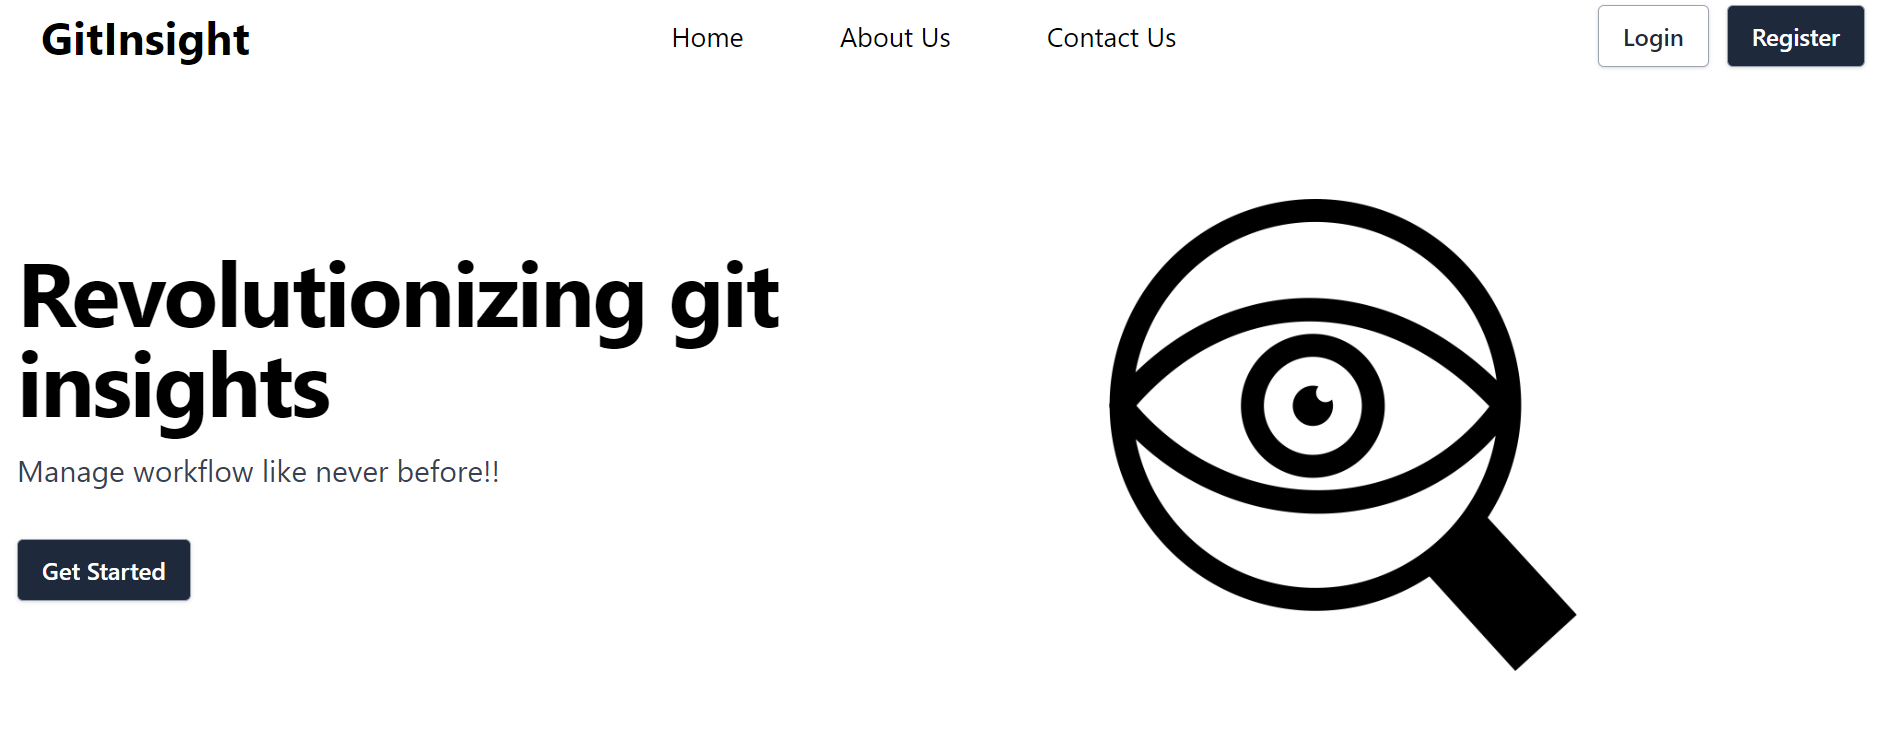 GitInsight
Home
About Us
Contact Us
Login
Register
Revolutionizing git
insights
Manage workflow like never before!!
Get Started